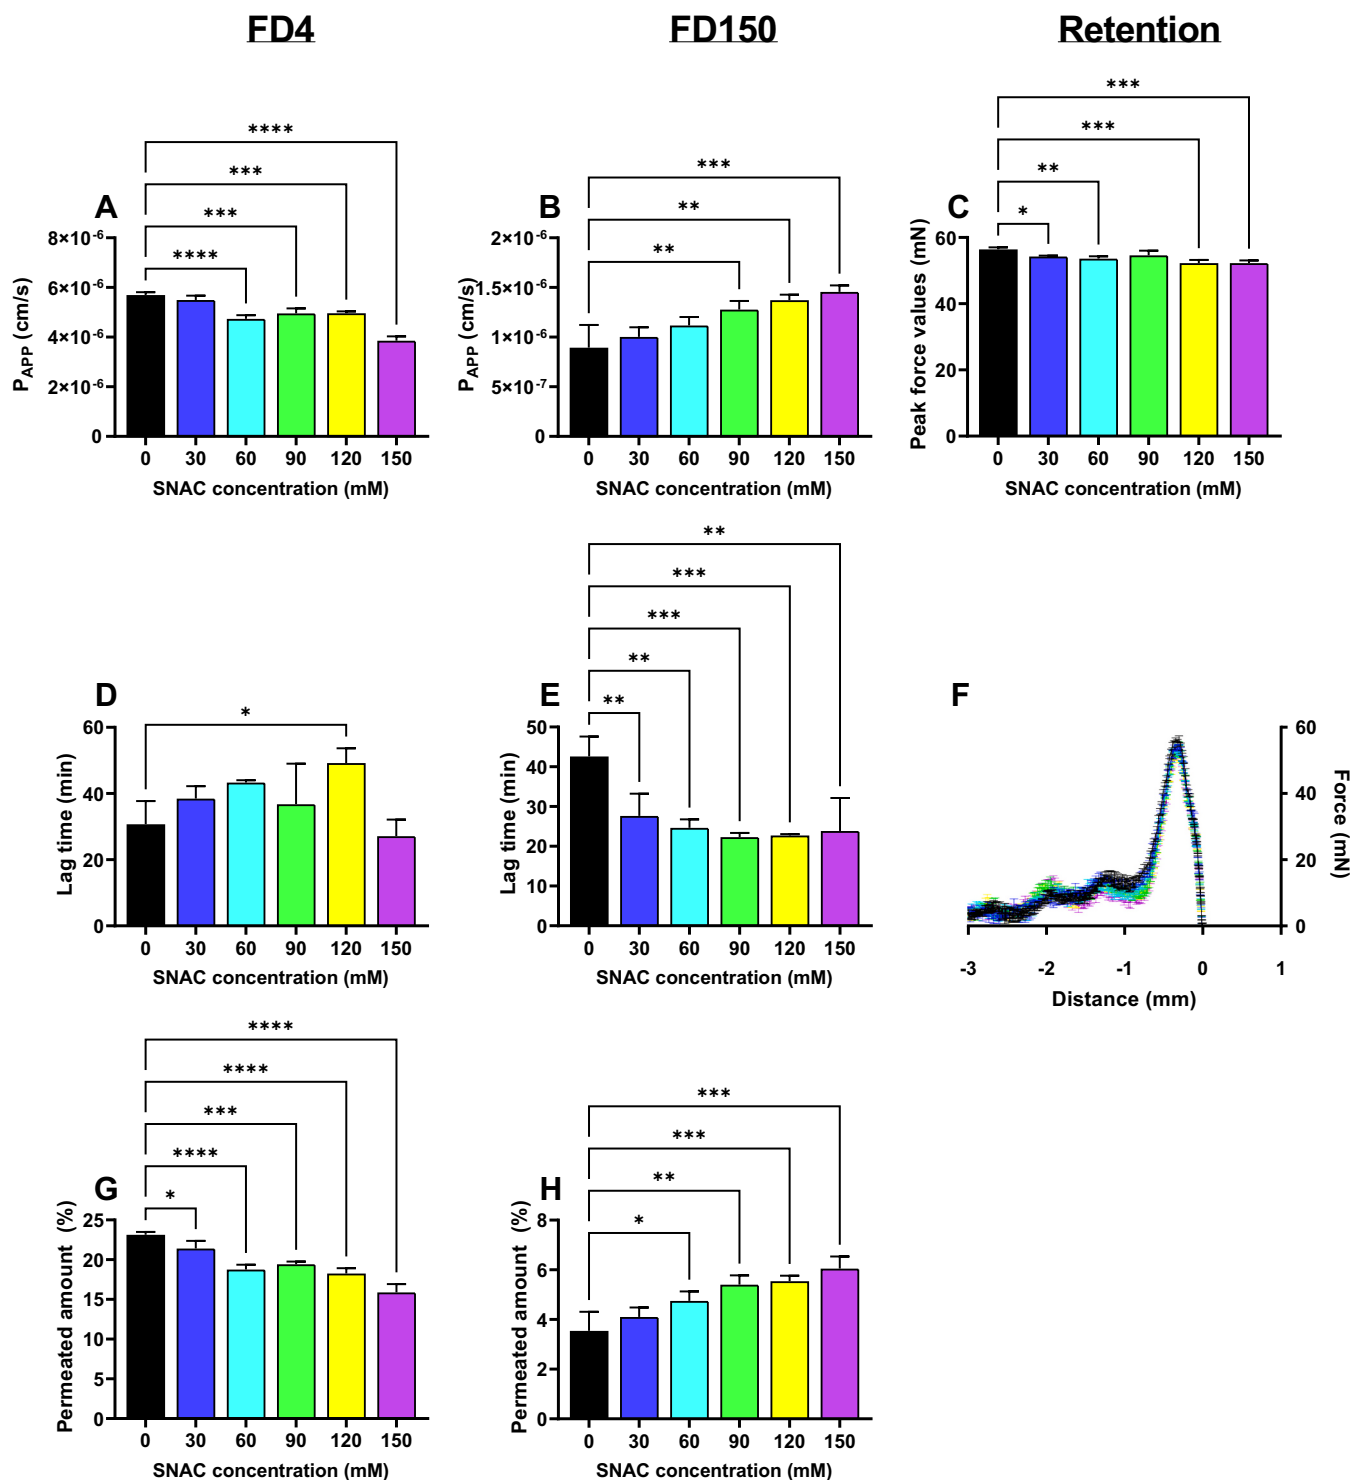 FD4 FD150 Retention
A
****
***
***
****
8×10⁻⁶
6×10⁻⁶
4×10⁻⁶
2×10⁻⁶
0
P_APP (cm/s)
0 30 60 90 120 150
SNAC concentration (mM)
B
***
**
**
2×10⁻⁶
1.5×10⁻⁶
1×10⁻⁶
5×10⁻⁷
0
P_APP (cm/s)
0 30 60 90 120 150
SNAC concentration (mM)
C
***
***
**
*
60
40
20
0
Peak force values (mN)
0 30 60 90 120 150
SNAC concentration (mM)
D
*
60
40
20
0
Lag time (min)
0 30 60 90 120 150
SNAC concentration (mM)
E
**
***
***
**
**
50
40
30
20
10
0
Lag time (min)
0 30 60 90 120 150
SNAC concentration (mM)
F
60
40
20
0
Force (mN)
-3 -2 -1 0 1
Distance (mm)
G
****
****
***
****
*
25
20
15
10
5
0
Permeated amount (%)
0 30 60 90 120 150
SNAC concentration (mM)
H
***
***
**
*
8
6
4
2
0
Permeated amount (%)
0 30 60 90 120 150
SNAC concentration (mM)